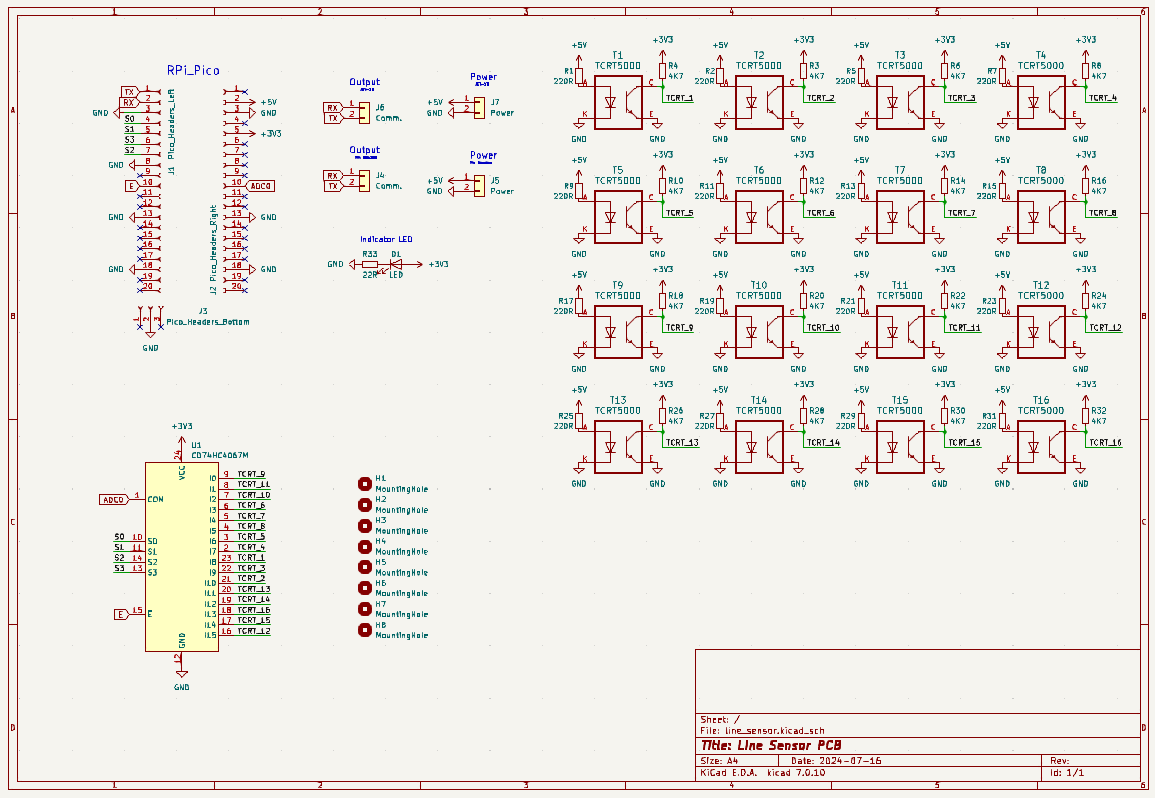 1 2 3 4 5 6
A
B
C
D
RPi_Pico
TX 1
RX 2
GND 3
S0 4
S1 5
S3 6
S2 7
GND 8
9
E 10
11
12
GND 13
14
15
16
17
GND 18
19
20
Pico_Headers_Left
J1
1
2 +5V
3 GND
4
5 +3V3
6
7
8
9
10 ADC0
11
12
13 GND
14
15
16
17
18 GND
19
20
J2 Pico_Headers_Right
J3
Pico_Headers_Bottom
1 2 3
GND
Output
RX 1 J6
TX 2 Comm.
Power
+5V 1 J7
GND 2 Power
Output
RX 1 J4
TX 2 Comm.
Power
+5V 1 J5
GND 2 Power
Indicator LED
GND R33 D1 +3V3
22R LED
+5V T1 +3V3
TCRT5000
R1 220R A C R4 4K7
TCRT_1
K E
GND GND
+5V T2 +3V3
TCRT5000
R2 220R A C R3 4K7
TCRT_2
K E
GND GND
+5V T3 +3V3
TCRT5000
R5 220R A C R6 4K7
TCRT_3
K E
GND GND
+5V T4 +3V3
TCRT5000
R7 220R A C R8 4K7
TCRT_4
K E
GND GND
+5V T5 +3V3
TCRT5000
R9 220R A C R10 4K7
TCRT_5
K E
GND GND
+5V T6 +3V3
TCRT5000
R11 220R A C R12 4K7
TCRT_6
K E
GND GND
+5V T7 +3V3
TCRT5000
R13 220R A C R14 4K7
TCRT_7
K E
GND GND
+5V T8 +3V3
TCRT5000
R15 220R A C R16 4K7
TCRT_8
K E
GND GND
+5V T9 +3V3
TCRT5000
R17 220R A C R18 4K7
TCRT_9
K E
GND GND
+5V T10 +3V3
TCRT5000
R19 220R A C R20 4K7
TCRT_10
K E
GND GND
+5V T11 +3V3
TCRT5000
R21 220R A C R22 4K7
TCRT_11
K E
GND GND
+5V T12 +3V3
TCRT5000
R23 220R A C R24 4K7
TCRT_12
K E
GND GND
+5V T13 +3V3
TCRT5000
R25 220R A C R26 4K7
TCRT_13
K E
GND GND
+5V T14 +3V3
TCRT5000
R27 220R A C R28 4K7
TCRT_14
K E
GND GND
+5V T15 +3V3
TCRT5000
R29 220R A C R30 4K7
TCRT_15
K E
GND GND
+5V T16 +3V3
TCRT5000
R31 220R A C R32 4K7
TCRT_16
K E
GND GND
+3V3
U1
CD74HC4067M
24 VCC
ADC0 1 COM
S0 10 S0
S1 11 S1
S2 14 S2
S3 13 S3
E 15 E
I0 9 TCRT_9
I1 8 TCRT_11
I2 7 TCRT_10
I3 6 TCRT_6
I4 5 TCRT_7
I5 4 TCRT_8
I6 3 TCRT_5
I7 2 TCRT_4
I8 23 TCRT_1
I9 22 TCRT_3
I10 21 TCRT_2
I11 20 TCRT_13
I12 19 TCRT_14
I13 18 TCRT_16
I14 17 TCRT_15
I15 16 TCRT_12
GND 12
GND
H1
MountingHole
H2
MountingHole
H3
MountingHole
H4
MountingHole
H5
MountingHole
H6
MountingHole
H7
MountingHole
H8
MountingHole
Sheet: /
File: line_sensor.kicad_sch
Title: Line Sensor PCB
Size: A4 Date: 2024-07-16 Rev:
KiCad E.D.A. kicad 7.0.10 Id: 1/1
1 2 3 4 5 6
A
B
C
D